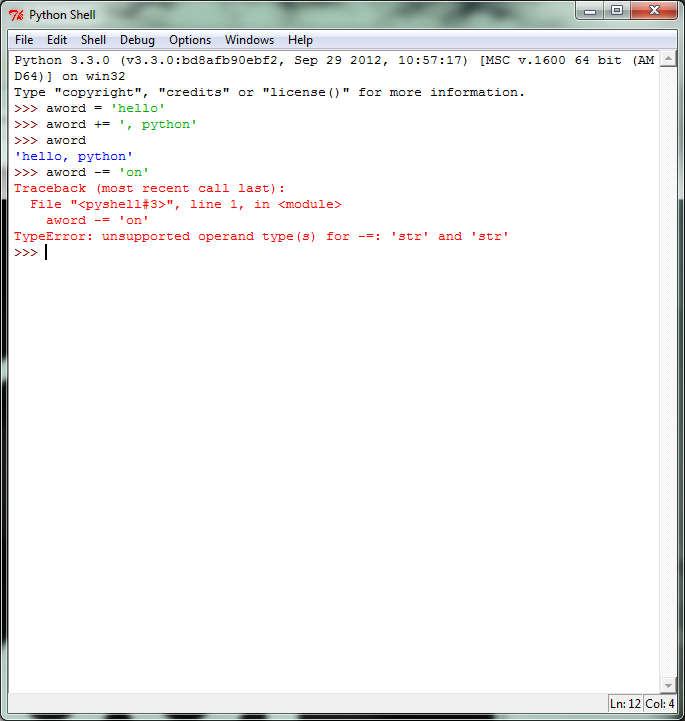 Python Shell
File Edit Shell Debug Options Windows Help
Python 3.3.0 (v3.3.0:bd8afb90ebf2, Sep 29 2012, 10:57:17) [MSC v.1600 64 bit (AM
D64)] on win32
Type "copyright", "credits" or "license()" for more information.
>>> aword = 'hello'
>>> aword += ', python'
>>> aword
'hello, python'
>>> aword -= 'on'
Traceback (most recent call last):
  File "<pyshell#3>", line 1, in <module>
    aword -= 'on'
TypeError: unsupported operand type(s) for -=: 'str' and 'str'
>>>
Ln: 12 Col: 4